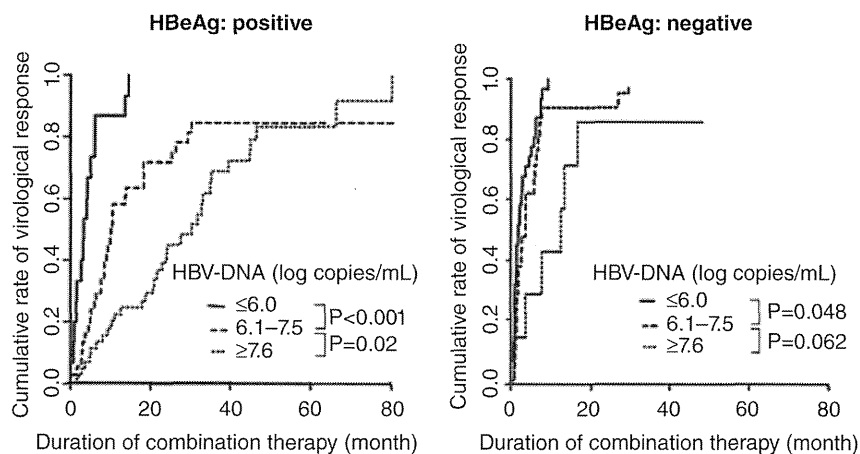 HBeAg: positive
Cumulative rate of virological response
1.0
0.8
0.6
0.4
0.2
0.0
HBV-DNA (log copies/mL)
≤6.0
6.1–7.5
≥7.6
P<0.001
P=0.02
0 20 40 60 80
Duration of combination therapy (month)
HBeAg: negative
Cumulative rate of virological response
1.0
0.8
0.6
0.4
0.2
0.0
HBV-DNA (log copies/mL)
≤6.0
6.1–7.5
≥7.6
P=0.048
P=0.062
0 20 40 60 80
Duration of combination therapy (month)